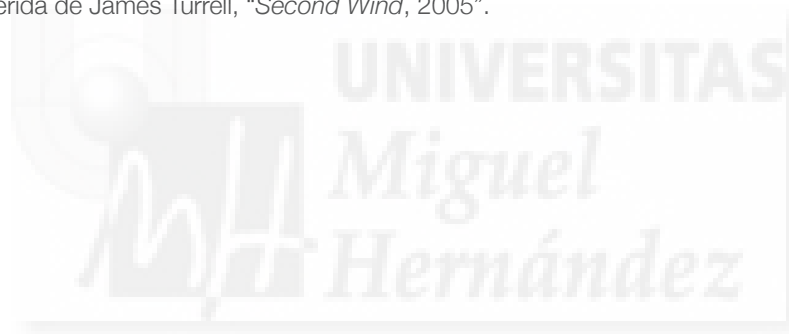 erida de James Turrell, "Second Wind, 2005".
UNIVERSITAS
Miguel
Hernández